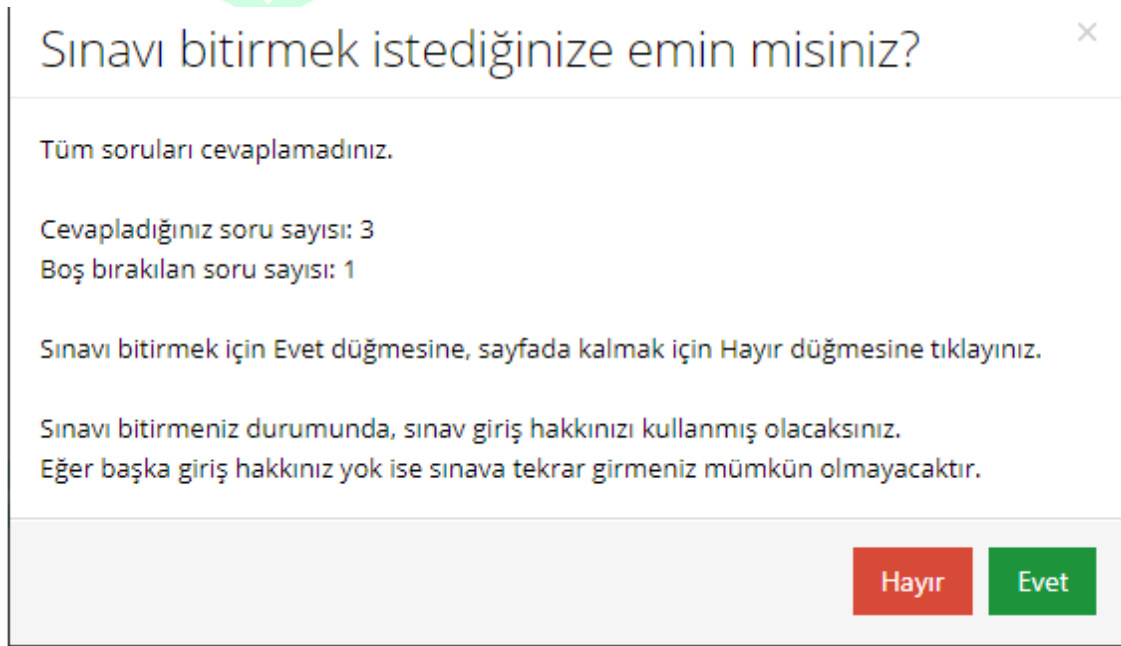 Sınavı bitirmek istediğinize emin misiniz?
Tüm soruları cevaplamadınız.
Cevapladığınız soru sayısı: 3
Boş bırakılan soru sayısı: 1
Sınavı bitirmek için Evet düğmesine, sayfada kalmak için Hayır düğmesine tıklayınız.
Sınavı bitirmeniz durumunda, sınav giriş hakkınızı kullanmış olacaksınız.
Eğer başka giriş hakkınız yok ise sınava tekrar girmeniz mümkün olmayacaktır.
Hayır Evet